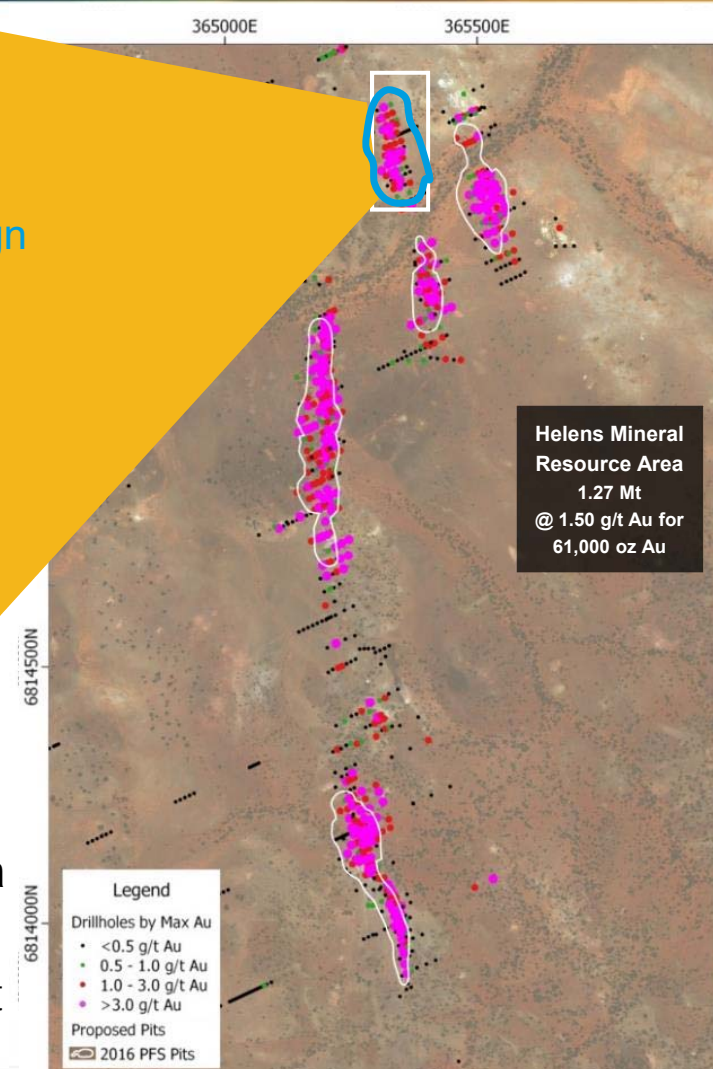 365000E
365500E
gn
Helens Mineral
Resource Area
1.27 Mt
@ 1.50 g/t Au for
61,000 oz Au
6814500N
6814000N
Legend
Drillholes by Max Au
<0.5 g/t Au
0.5 - 1.0 g/t Au
1.0 - 3.0 g/t Au
>3.0 g/t Au
Proposed Pits
2016 PFS Pits